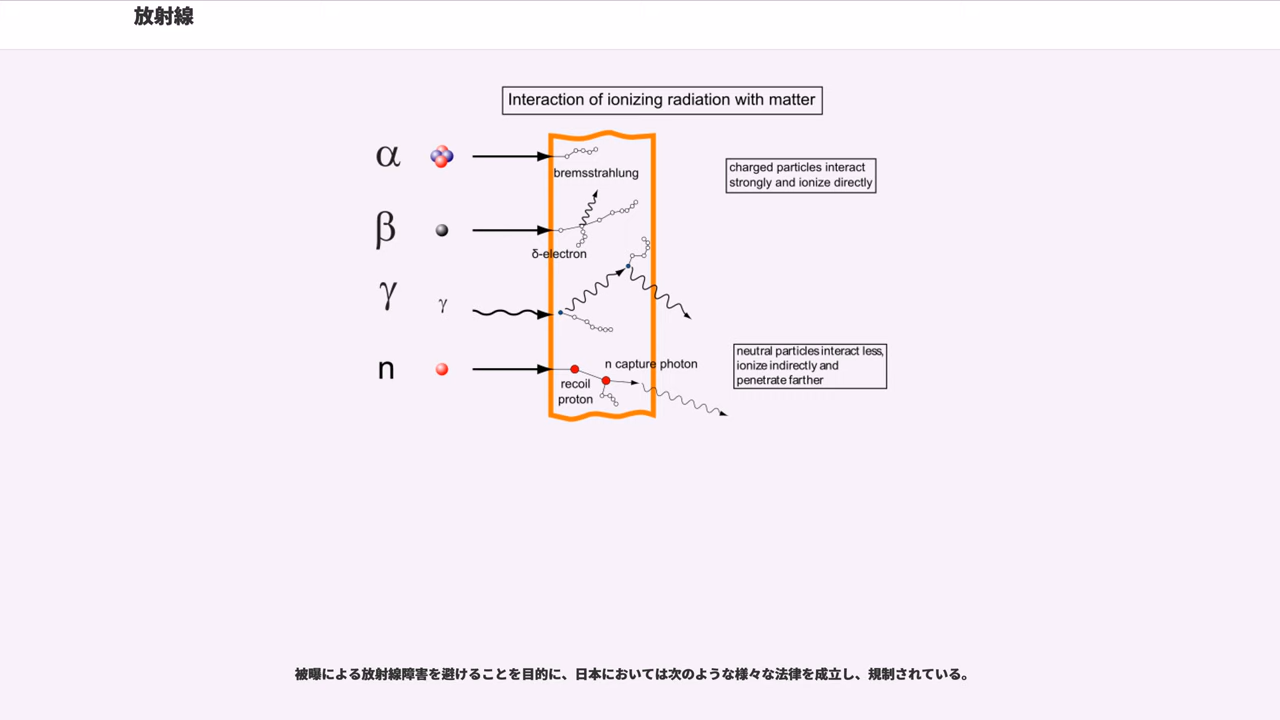 放射線
Interaction of ionizing radiation with matter
α
bremsstrahlung
charged particles interact
strongly and ionize directly
β
δ-electron
γ
γ
n
n capture photon
recoil
proton
neutral particles interact less,
ionize indirectly and
penetrate farther
被曝による放射線障害を避けることを目的に、日本においては次のような様々な法律を成立し、規制されている。